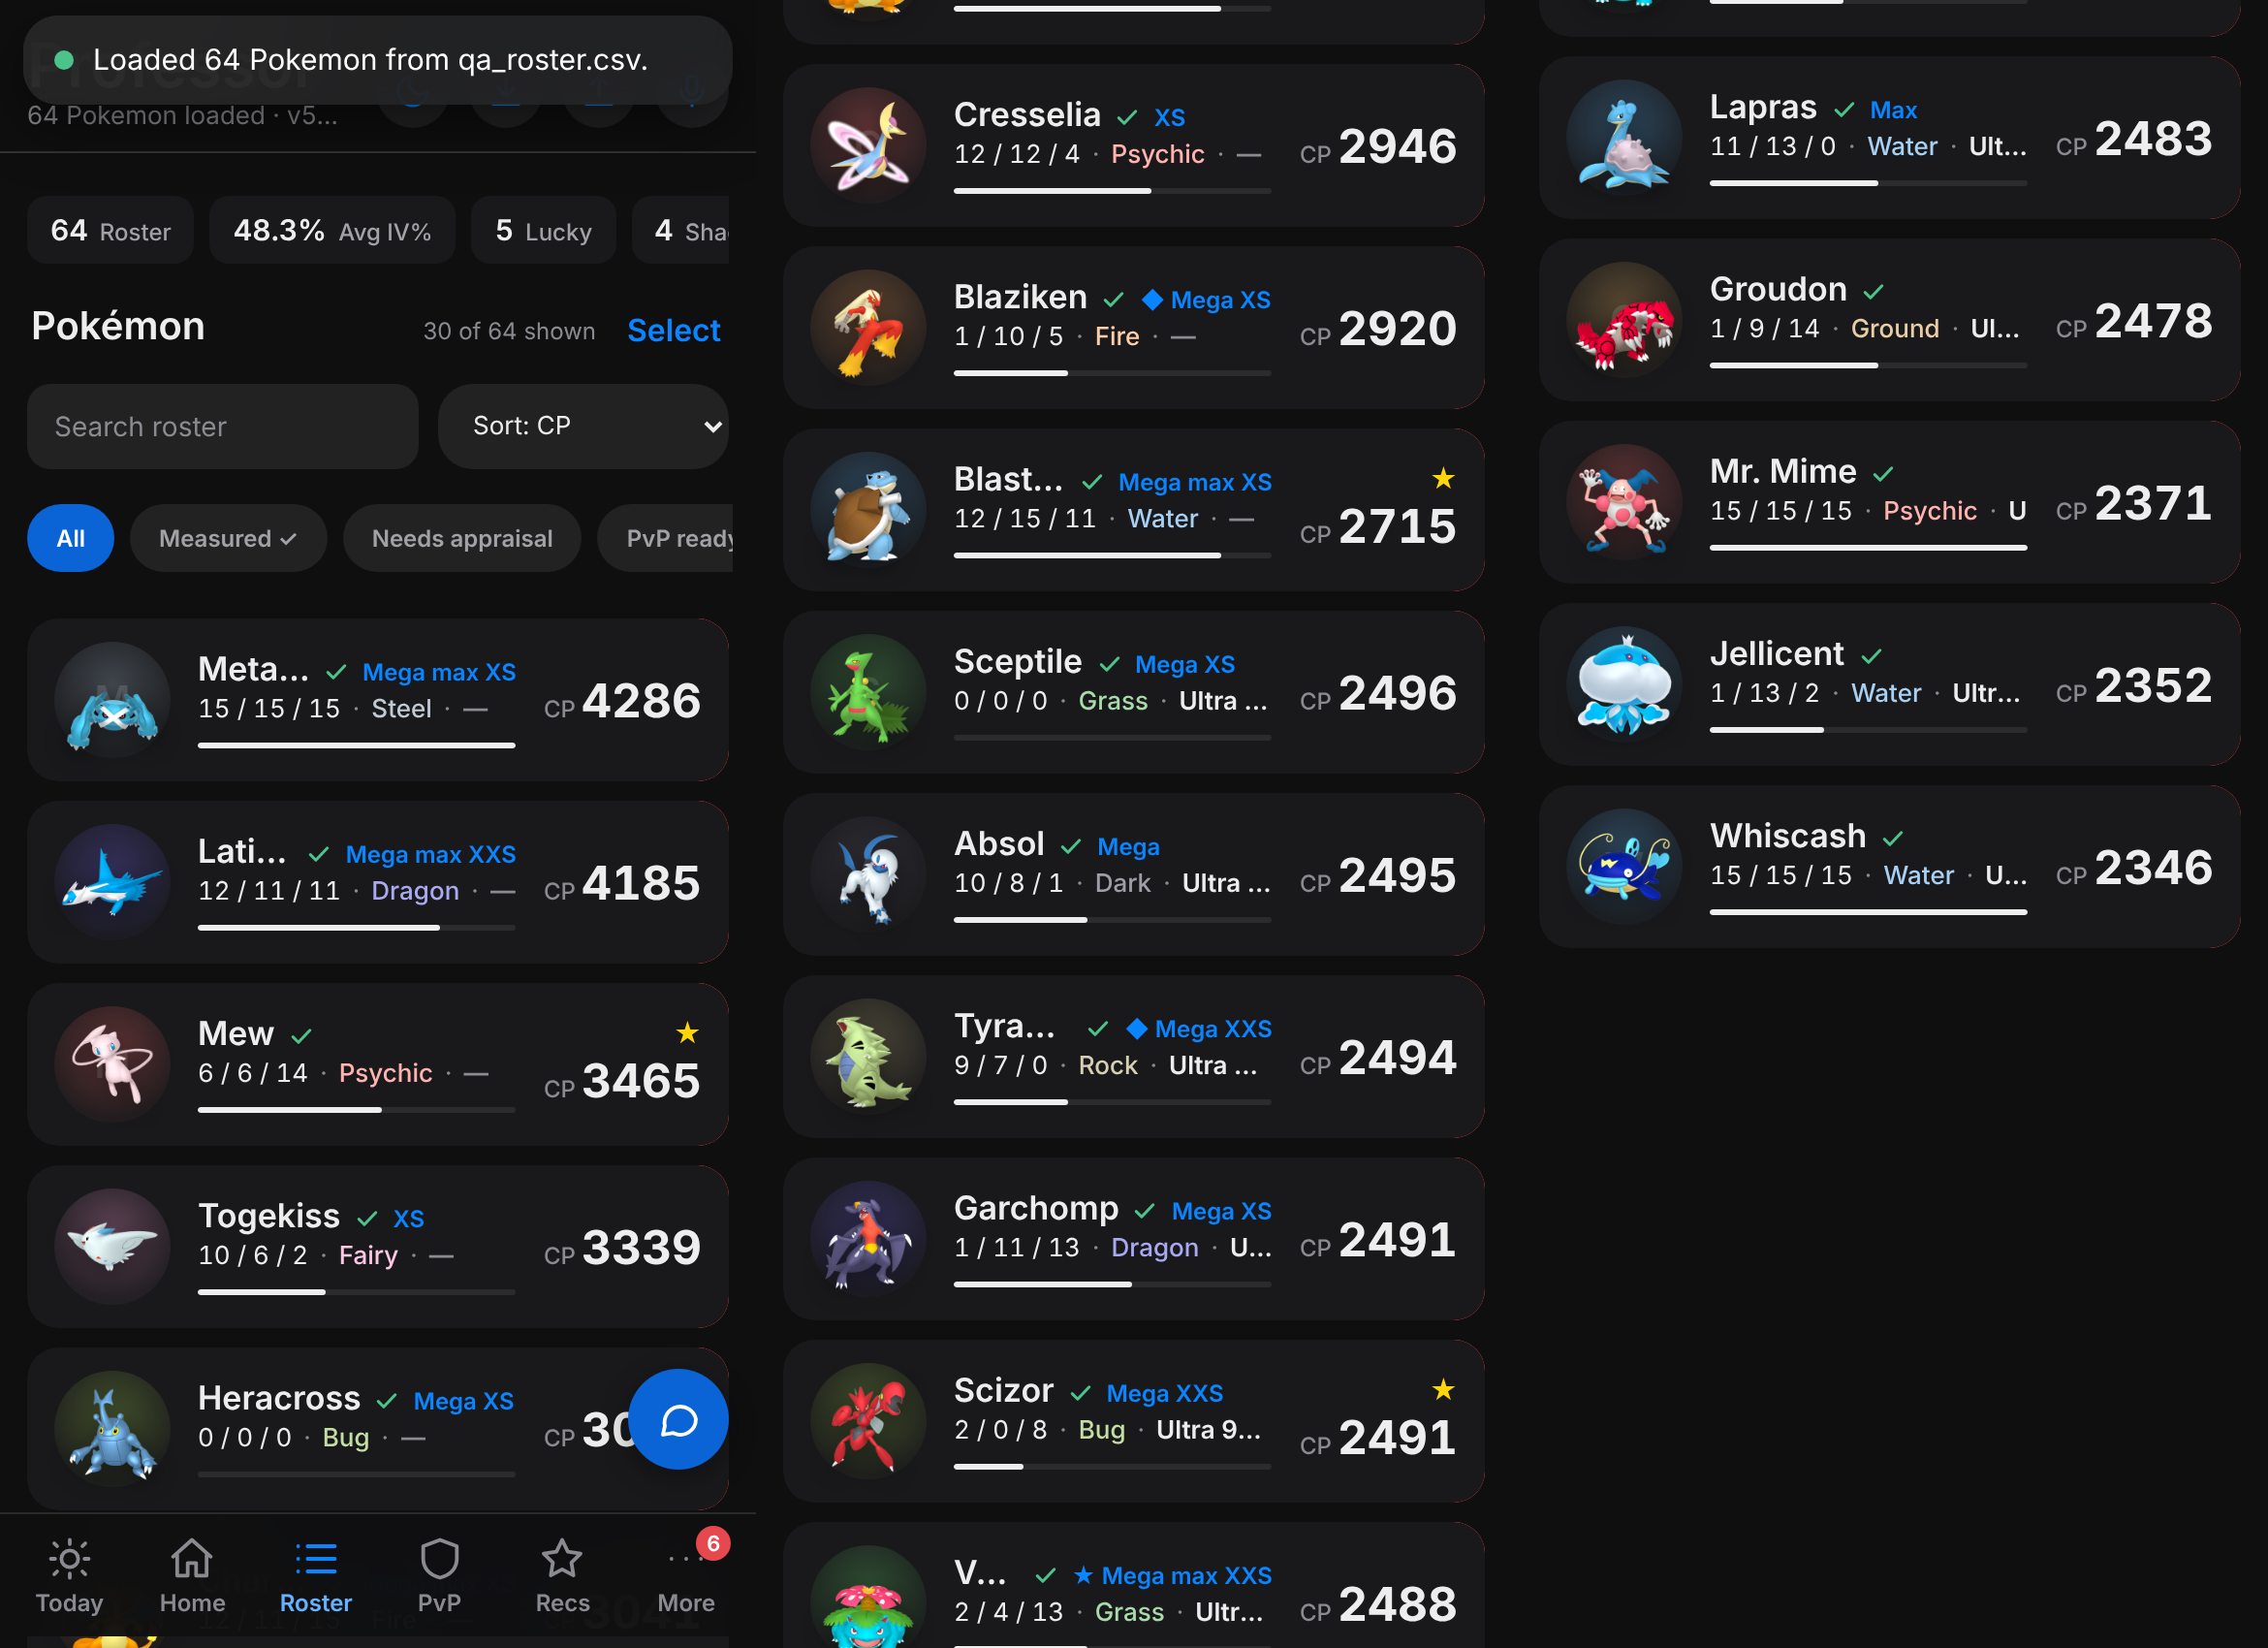 Loaded 64 Pokemon from qa_roster.csv.
64 Pokemon loaded · v5...
64 Roster
48.3% Avg IV%
5 Lucky
4 Sha
Pokémon
30 of 64 shown
Select
Search roster
Sort: CP
All
Measured ✓
Needs appraisal
PvP ready
Meta... ✓ Mega max XS
15 / 15 / 15 · Steel · —
CP 4286
Lati... ✓ Mega max XXS
12 / 11 / 11 · Dragon · —
CP 4185
Mew ✓
★
6 / 6 / 14 · Psychic · —
CP 3465
Togekiss ✓ XS
10 / 6 / 2 · Fairy · —
CP 3339
Heracross ✓ Mega XS
0 / 0 / 0 · Bug · —
CP 30
6
Today
Home
Roster
PvP
Recs
More
Cresselia ✓ XS
12 / 12 / 4 · Psychic · —
CP 2946
Blaziken ✓ ◆ Mega XS
1 / 10 / 5 · Fire · —
CP 2920
Blast... ✓ Mega max XS
★
12 / 15 / 11 · Water · —
CP 2715
Sceptile ✓ Mega XS
0 / 0 / 0 · Grass · Ultra ...
CP 2496
Absol ✓ Mega
10 / 8 / 1 · Dark · Ultra ...
CP 2495
Tyra... ✓ ◆ Mega XXS
9 / 7 / 0 · Rock · Ultra ...
CP 2494
Garchomp ✓ Mega XS
1 / 11 / 13 · Dragon · U...
CP 2491
Scizor ✓ Mega XXS
★
2 / 0 / 8 · Bug · Ultra 9...
CP 2491
V... ✓ ★ Mega max XXS
2 / 4 / 13 · Grass · Ultr...
CP 2488
Lapras ✓ Max
11 / 13 / 0 · Water · Ult...
CP 2483
Groudon ✓
1 / 9 / 14 · Ground · Ul...
CP 2478
Mr. Mime ✓
15 / 15 / 15 · Psychic · U
CP 2371
Jellicent ✓
1 / 13 / 2 · Water · Ultr...
CP 2352
Whiscash ✓
15 / 15 / 15 · Water · U...
CP 2346